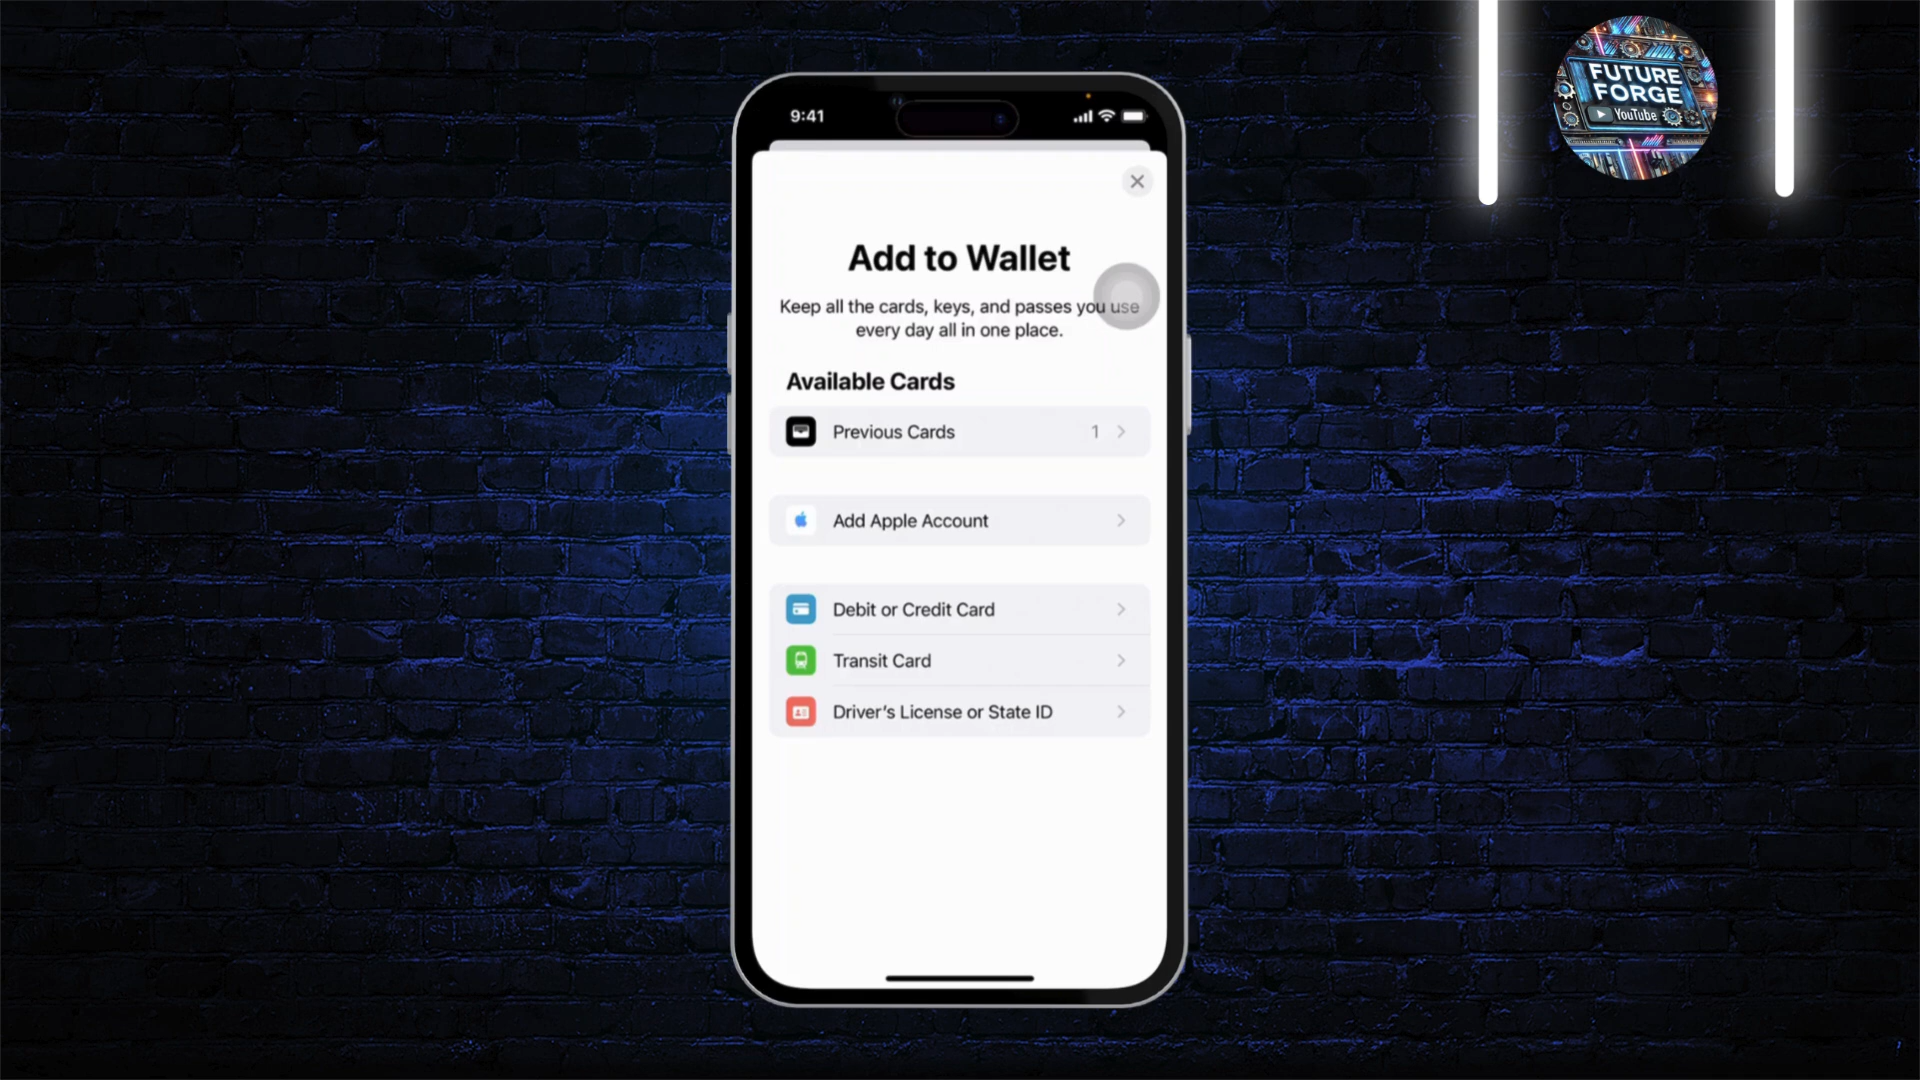 FUTURE
FORGE
YouTube
9:41
Add to Wallet
Keep all the cards, keys, and passes you use
every day all in one place.
Available Cards
Previous Cards 1
Add Apple Account
Debit or Credit Card
Transit Card
Driver's License or State ID